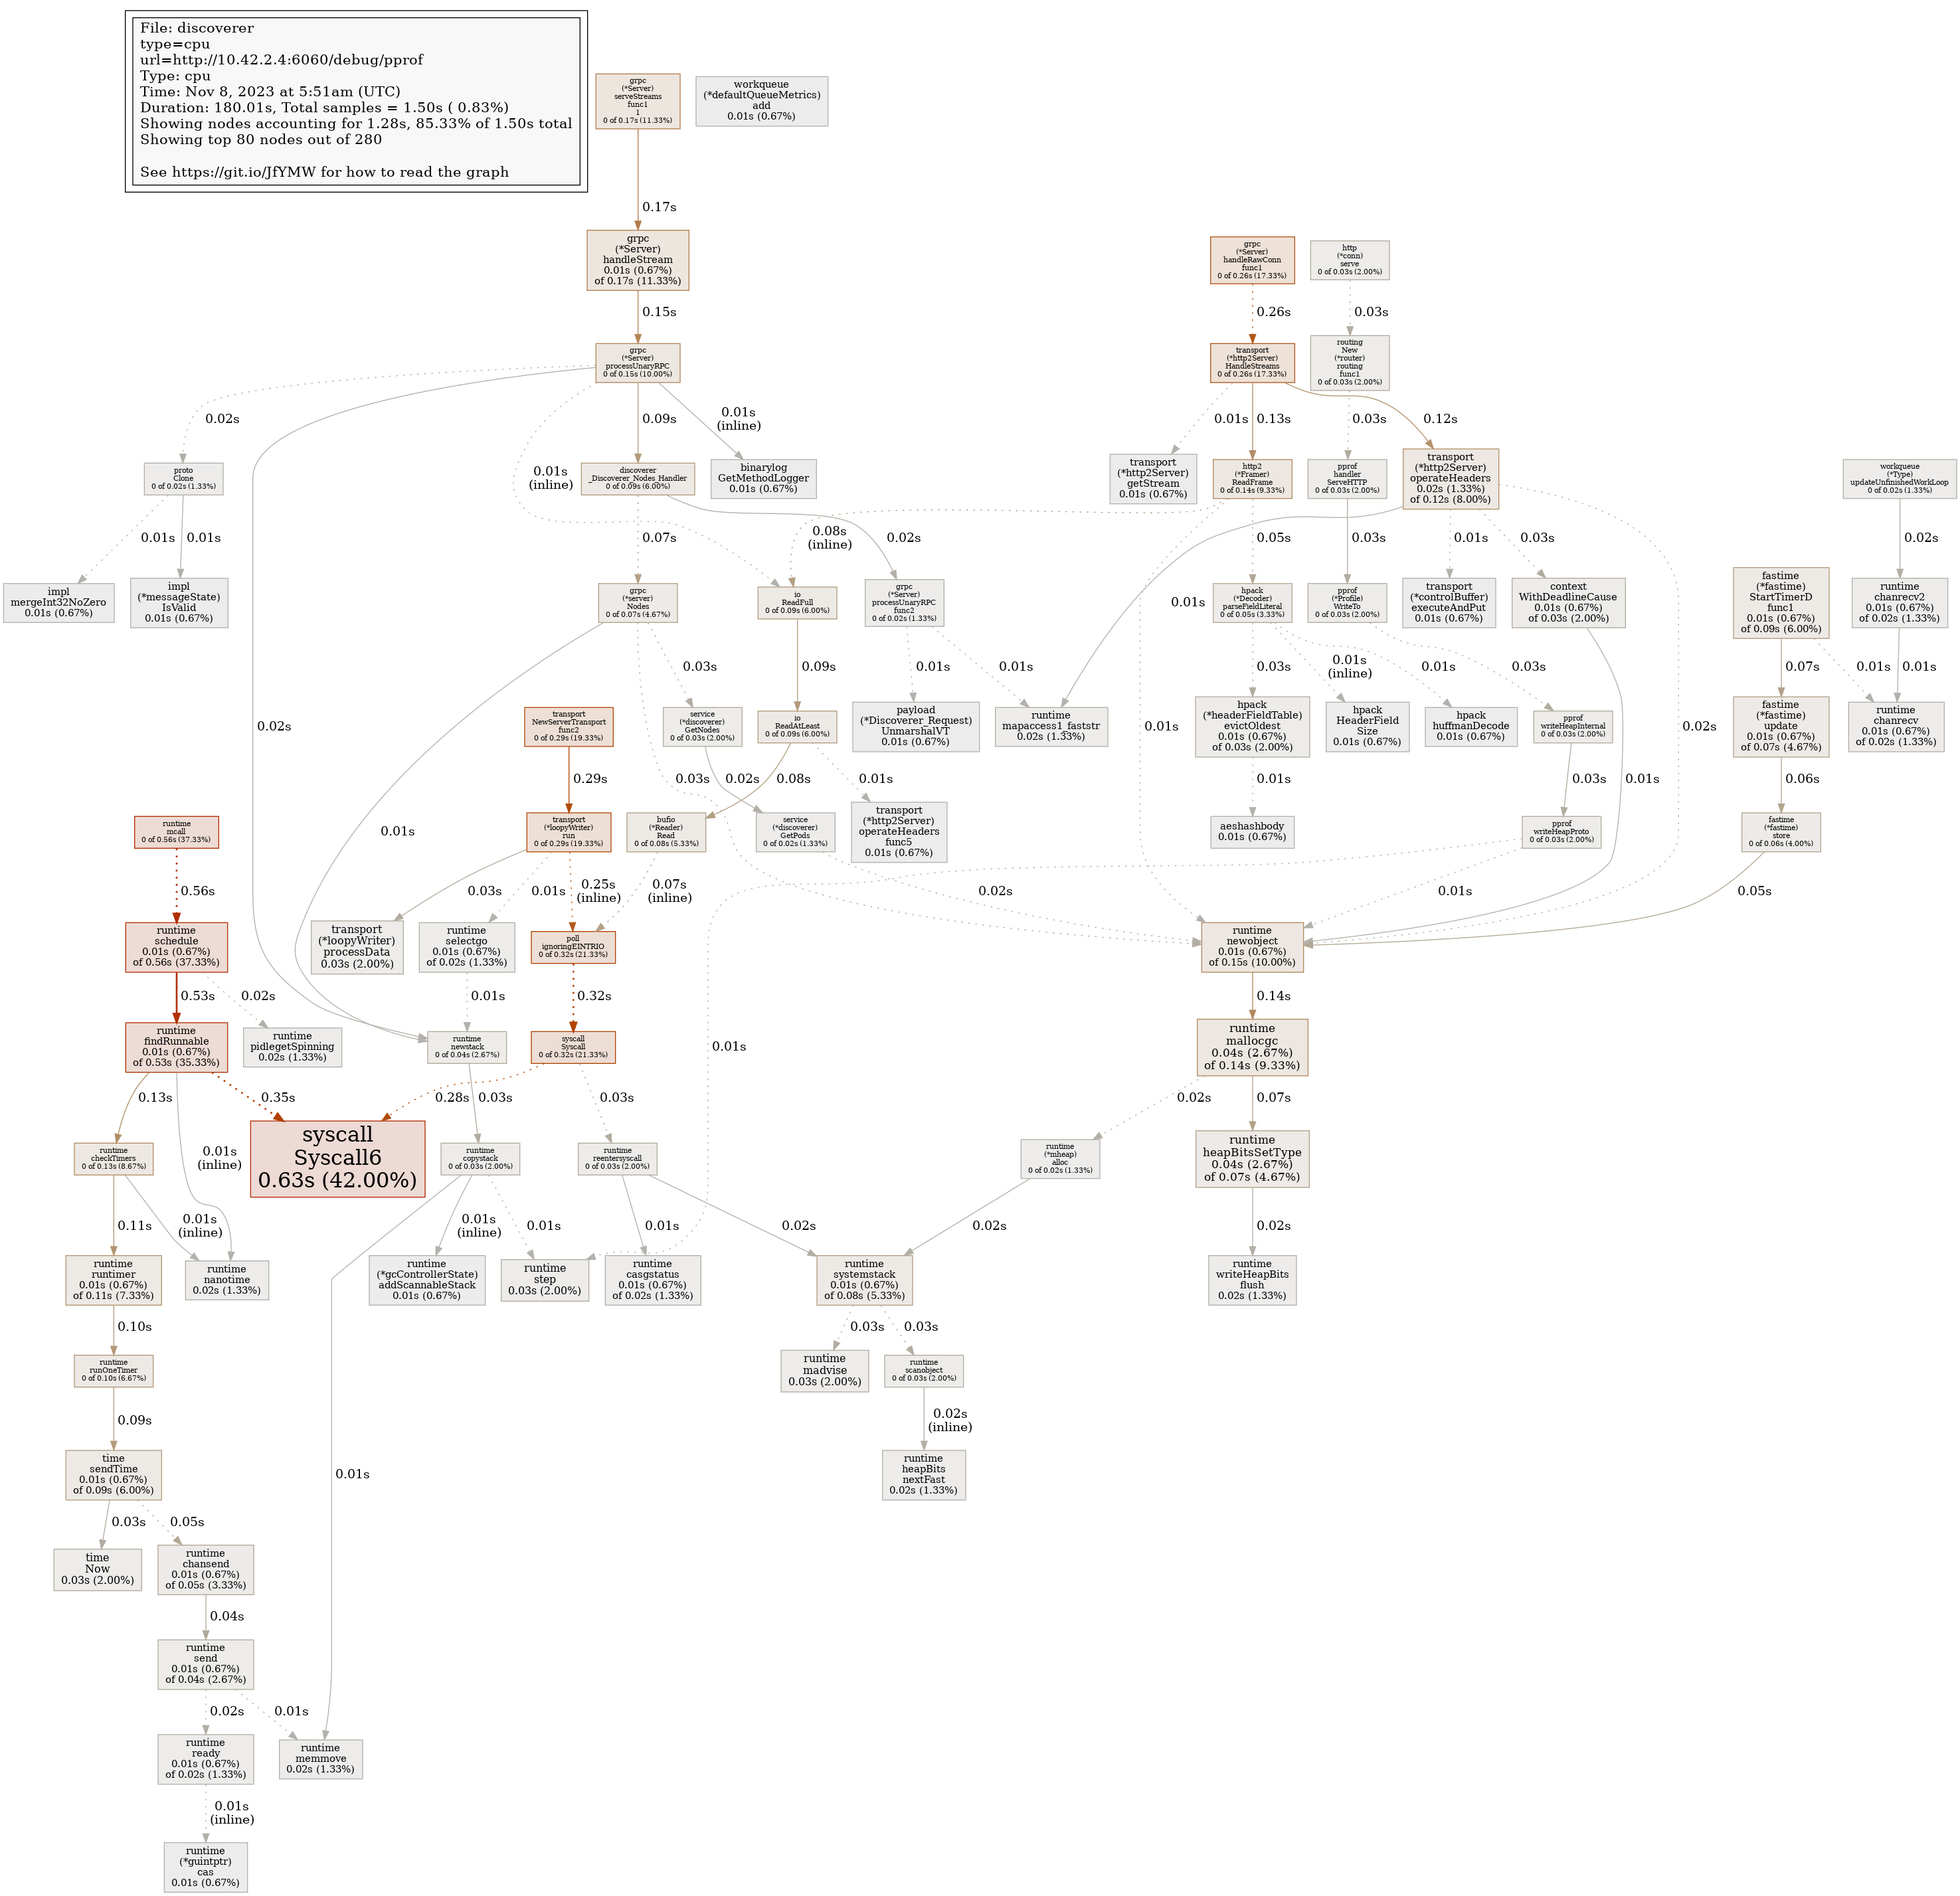 File: discoverer
type=cpu
url=http://10.42.2.4:6060/debug/pprof
Type: cpu
Time: Nov 8, 2023 at 5:51am (UTC)
Duration: 180.01s, Total samples = 1.50s ( 0.83%)
Showing nodes accounting for 1.28s, 85.33% of 1.50s total
Showing top 80 nodes out of 280
See https://git.io/JfYMW for how to read the graph
grpc
(*Server)
serveStreams
func1
1
0 of 0.17s (11.33%)
workqueue
(*defaultQueueMetrics)
add
0.01s (0.67%)
0.17s
grpc
(*Server)
handleStream
0.01s (0.67%)
of 0.17s (11.33%)
grpc
(*Server)
handleRawConn
func1
0 of 0.26s (17.33%)
http
(*conn)
serve
0 of 0.03s (2.00%)
0.15s
0.26s
0.03s
grpc
(*Server)
processUnaryRPC
0 of 0.15s (10.00%)
transport
(*http2Server)
HandleStreams
0 of 0.26s (17.33%)
routing
New
(*router)
routing
func1
0 of 0.03s (2.00%)
0.02s
0.01s
(inline)
0.09s
0.01s
(inline)
0.01s
0.13s
0.03s
0.12s
proto
Clone
0 of 0.02s (1.33%)
discoverer
_Discoverer_Nodes_Handler
0 of 0.09s (6.00%)
binarylog
GetMethodLogger
0.01s (0.67%)
transport
(*http2Server)
getStream
0.01s (0.67%)
http2
(*Framer)
ReadFrame
0 of 0.14s (9.33%)
pprof
handler
ServeHTTP
0 of 0.03s (2.00%)
transport
(*http2Server)
operateHeaders
0.02s (1.33%)
of 0.12s (8.00%)
workqueue
(*Type)
updateUnfinishedWorkLoop
0 of 0.02s (1.33%)
0.01s
0.01s
0.07s
0.08s
(inline)
0.02s
0.05s
0.03s
0.01s
0.03s
0.02s
impl
mergeInt32NoZero
0.01s (0.67%)
impl
(*messageState)
IsValid
0.01s (0.67%)
grpc
(*server)
Nodes
0 of 0.07s (4.67%)
io
ReadFull
0 of 0.09s (6.00%)
grpc
(*Server)
processUnaryRPC
func2
0 of 0.02s (1.33%)
0.01s
hpack
(*Decoder)
parseFieldLiteral
0 of 0.05s (3.33%)
pprof
(*Profile)
WriteTo
0 of 0.03s (2.00%)
transport
(*controlBuffer)
executeAndPut
0.01s (0.67%)
context
WithDeadlineCause
0.01s (0.67%)
of 0.03s (2.00%)
fastime
(*fastime)
StartTimerD
func1
0.01s (0.67%)
of 0.09s (6.00%)
runtime
chanrecv2
0.01s (0.67%)
of 0.02s (1.33%)
0.03s
0.09s
0.01s
0.01s
0.03s
0.01s
(inline)
0.01s
0.03s
0.07s
0.01s
0.01s
0.02s
transport
NewServerTransport
func2
0 of 0.29s (19.33%)
service
(*discoverer)
GetNodes
0 of 0.03s (2.00%)
io
ReadAtLeast
0 of 0.09s (6.00%)
payload
(*Discoverer_Request)
UnmarshalVT
0.01s (0.67%)
runtime
mapaccess1_faststr
0.02s (1.33%)
0.01s
hpack
(*headerFieldTable)
evictOldest
0.01s (0.67%)
of 0.03s (2.00%)
hpack
HeaderField
Size
0.01s (0.67%)
hpack
huffmanDecode
0.01s (0.67%)
pprof
writeHeapInternal
0 of 0.03s (2.00%)
0.02s
fastime
(*fastime)
update
0.01s (0.67%)
of 0.07s (4.67%)
runtime
chanrecv
0.01s (0.67%)
of 0.02s (1.33%)
0.29s
0.03s
0.02s
0.08s
0.01s
0.01s
0.03s
0.01s
0.06s
0.01s
runtime
mcall
0 of 0.56s (37.33%)
transport
(*loopyWriter)
run
0 of 0.29s (19.33%)
bufio
(*Reader)
Read
0 of 0.08s (5.33%)
service
(*discoverer)
GetPods
0 of 0.02s (1.33%)
transport
(*http2Server)
operateHeaders
func5
0.01s (0.67%)
aeshashbody
0.01s (0.67%)
pprof
writeHeapProto
0 of 0.03s (2.00%)
fastime
(*fastime)
store
0 of 0.06s (4.00%)
0.56s
0.03s
0.01s
0.25s
(inline)
0.07s
(inline)
0.02s
0.01s
0.05s
runtime
schedule
0.01s (0.67%)
of 0.56s (37.33%)
transport
(*loopyWriter)
processData
0.03s (2.00%)
runtime
selectgo
0.01s (0.67%)
of 0.02s (1.33%)
poll
ignoringEINTRIO
0 of 0.32s (21.33%)
runtime
newobject
0.01s (0.67%)
of 0.15s (10.00%)
0.53s
0.02s
0.01s
0.32s
0.01s
0.14s
runtime
findRunnable
0.01s (0.67%)
of 0.53s (35.33%)
runtime
pidlegetSpinning
0.02s (1.33%)
runtime
newstack
0 of 0.04s (2.67%)
syscall
Syscall
0 of 0.32s (21.33%)
runtime
mallocgc
0.04s (2.67%)
of 0.14s (9.33%)
0.13s
0.35s
0.28s
0.03s
0.03s
0.02s
0.07s
0.01s
(inline)
runtime
checkTimers
0 of 0.13s (8.67%)
syscall
Syscall6
0.63s (42.00%)
runtime
copystack
0 of 0.03s (2.00%)
runtime
reentersyscall
0 of 0.03s (2.00%)
runtime
(*mheap)
alloc
0 of 0.02s (1.33%)
runtime
heapBitsSetType
0.04s (2.67%)
of 0.07s (4.67%)
0.11s
0.01s
(inline)
0.01s
(inline)
0.01s
0.01s
0.02s
0.02s
0.02s
runtime
runtimer
0.01s (0.67%)
of 0.11s (7.33%)
runtime
nanotime
0.02s (1.33%)
runtime
(*gcControllerState)
addScannableStack
0.01s (0.67%)
runtime
step
0.03s (2.00%)
runtime
casgstatus
0.01s (0.67%)
of 0.02s (1.33%)
runtime
systemstack
0.01s (0.67%)
of 0.08s (5.33%)
runtime
writeHeapBits
flush
0.02s (1.33%)
0.10s
0.03s
0.03s
runtime
runOneTimer
0 of 0.10s (6.67%)
runtime
madvise
0.03s (2.00%)
runtime
scanobject
0 of 0.03s (2.00%)
0.09s
0.02s
(inline)
time
sendTime
0.01s (0.67%)
of 0.09s (6.00%)
0.01s
runtime
heapBits
nextFast
0.02s (1.33%)
0.03s
0.05s
time
Now
0.03s (2.00%)
runtime
chansend
0.01s (0.67%)
of 0.05s (3.33%)
0.04s
runtime
send
0.01s (0.67%)
of 0.04s (2.67%)
0.02s
0.01s
runtime
ready
0.01s (0.67%)
of 0.02s (1.33%)
runtime
memmove
0.02s (1.33%)
0.01s
(inline)
runtime
(*guintptr)
cas
0.01s (0.67%)